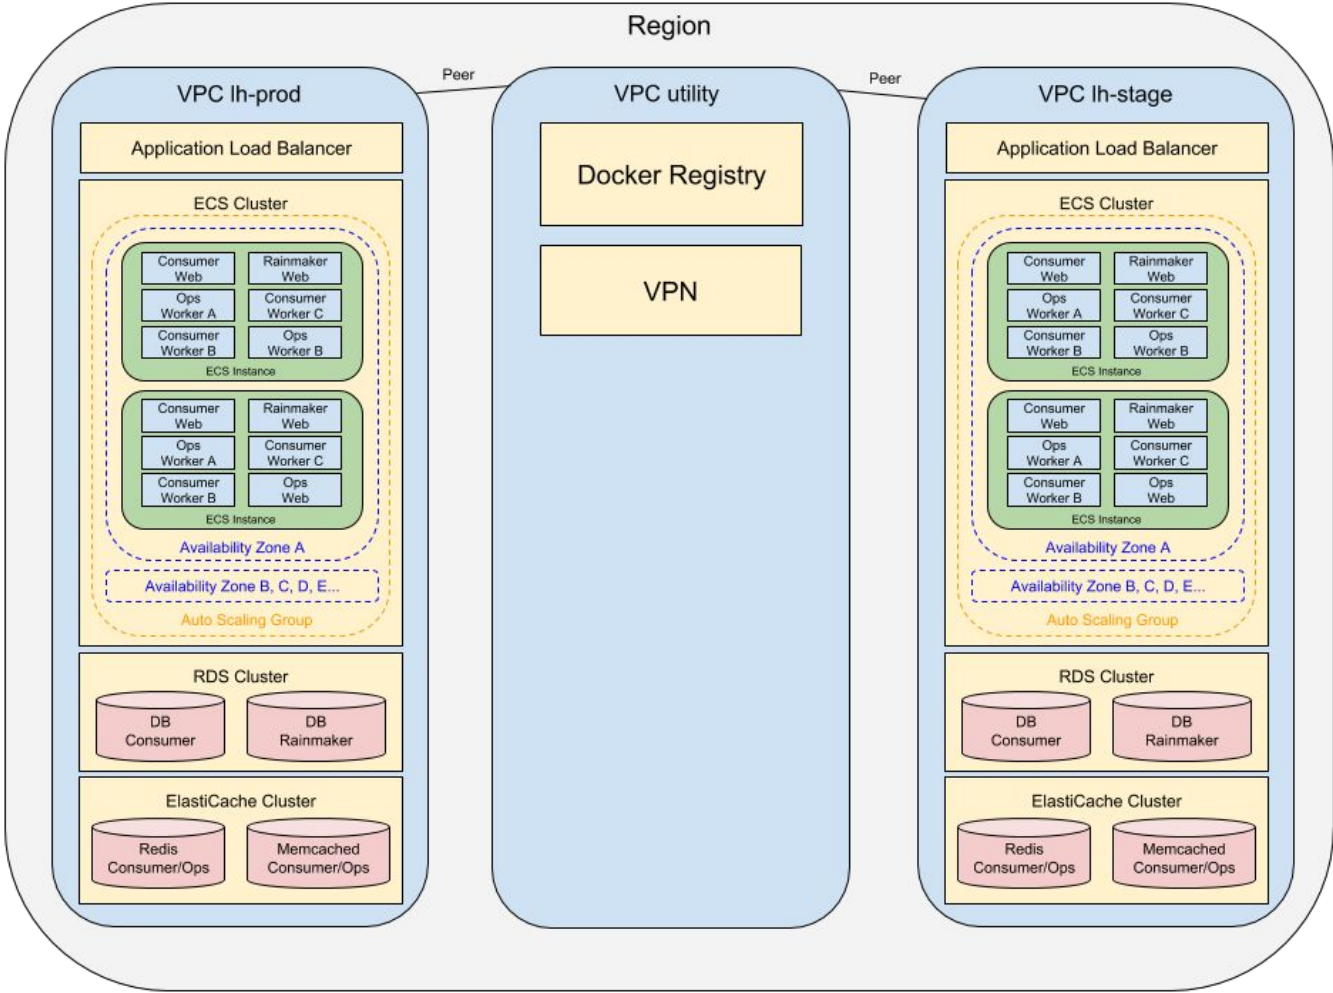 Region
Peer
Peer
VPC lh-prod
Application Load Balancer
ECS Cluster
Consumer
Web
Rainmaker
Web
Ops
Worker A
Consumer
Worker C
Consumer
Worker B
Ops
Worker B
ECS Instance
Consumer
Web
Rainmaker
Web
Ops
Worker A
Consumer
Worker C
Consumer
Worker B
Ops
Web
ECS Instance
Availability Zone A
Availability Zone B, C, D, E...
Auto Scaling Group
RDS Cluster
DB
Consumer
DB
Rainmaker
ElastiCache Cluster
Redis
Consumer/Ops
Memcached
Consumer/Ops
VPC utility
Docker Registry
VPN
VPC lh-stage
Application Load Balancer
ECS Cluster
Consumer
Web
Rainmaker
Web
Ops
Worker A
Consumer
Worker C
Consumer
Worker B
Ops
Worker B
ECS Instance
Consumer
Web
Rainmaker
Web
Ops
Worker A
Consumer
Worker C
Consumer
Worker B
Ops
Web
ECS Instance
Availability Zone A
Availability Zone B, C, D, E...
Auto Scaling Group
RDS Cluster
DB
Consumer
DB
Rainmaker
ElastiCache Cluster
Redis
Consumer/Ops
Memcached
Consumer/Ops